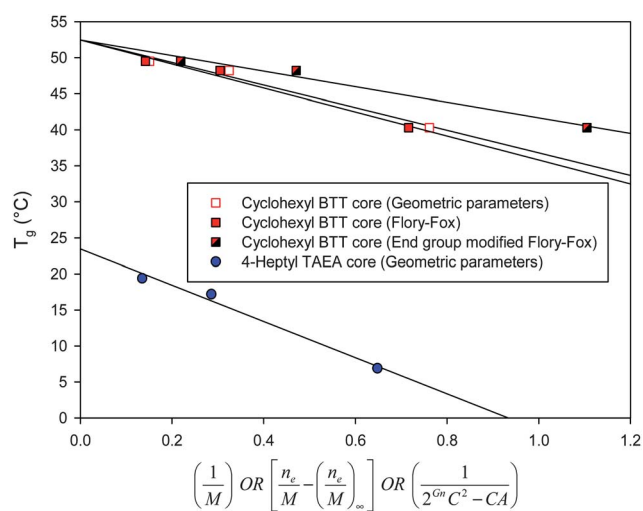 60
55
50
45
40
35
30
25
20
15
10
5
0
T_g (°C)
Cyclohexyl BTT core (Geometric parameters)
Cyclohexyl BTT core (Flory-Fox)
Cyclohexyl BTT core (End group modified Flory-Fox)
4-Heptyl TAEA core (Geometric parameters)
0.0 0.2 0.4 0.6 0.8 1.0 1.2
(1/M) OR [n_e/M − (n_e/M)_∞] OR (1/(2^{Gn}C^2 − CA))